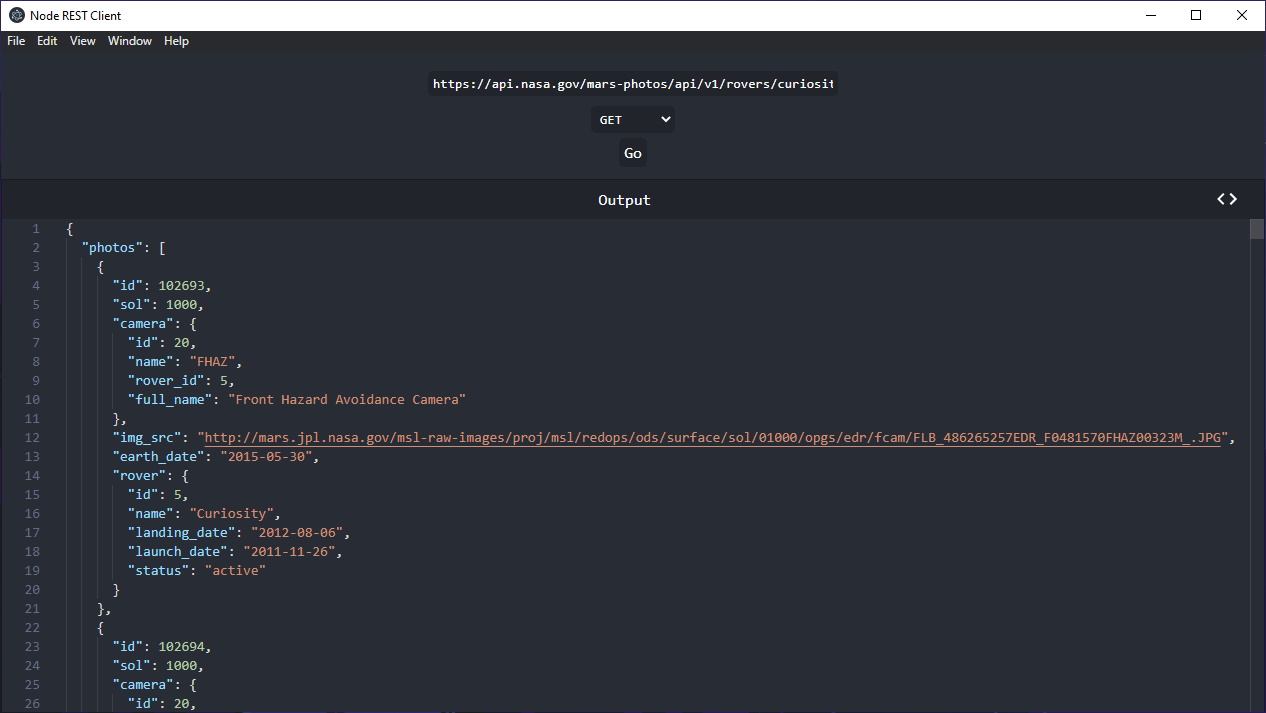 Node REST Client
File Edit View Window Help
https://api.nasa.gov/mars-photos/api/v1/rovers/curiosit
GET
Go
Output
<>
1 {
2 "photos": [
3 {
4 "id": 102693,
5 "sol": 1000,
6 "camera": {
7 "id": 20,
8 "name": "FHAZ",
9 "rover_id": 5,
10 "full_name": "Front Hazard Avoidance Camera"
11 },
12 "img_src": "http://mars.jpl.nasa.gov/msl-raw-images/proj/msl/redops/ods/surface/sol/01000/opgs/edr/fcam/FLB_486265257EDR_F0481570FHAZ00323M_.JPG",
13 "earth_date": "2015-05-30",
14 "rover": {
15 "id": 5,
16 "name": "Curiosity",
17 "landing_date": "2012-08-06",
18 "launch_date": "2011-11-26",
19 "status": "active"
20 }
21 },
22 {
23 "id": 102694,
24 "sol": 1000,
25 "camera": {
26 "id": 20,